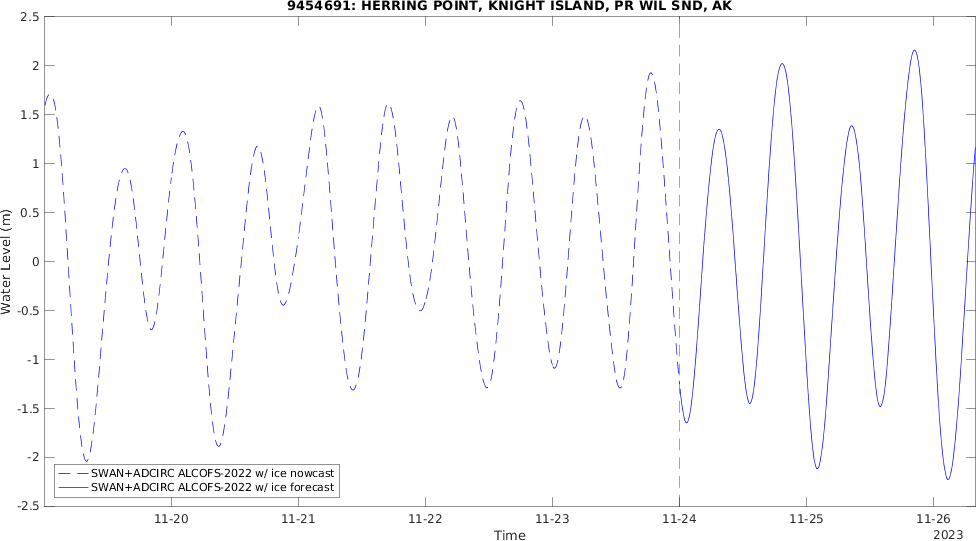 9454691: HERRING POINT, KNIGHT ISLAND, PR WIL SND, AK
2.5
2
1.5
1
0.5
0
-0.5
-1
-1.5
-2
-2.5
Water Level (m)
SWAN+ADCIRC ALCOFS-2022 w/ ice nowcast
SWAN+ADCIRC ALCOFS-2022 w/ ice forecast
11-20 11-21 11-22 11-23 11-24 11-25 11-26
Time
2023